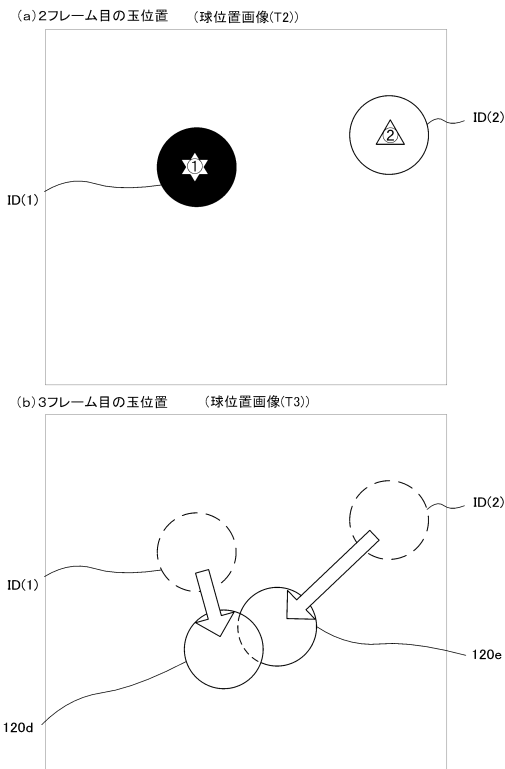 (a)2フレーム目の玉位置 (球位置画像(T2))
ID(2)
②
①
ID(1)
(b)3フレーム目の玉位置 (球位置画像(T3))
ID(2)
ID(1)
120e
120d